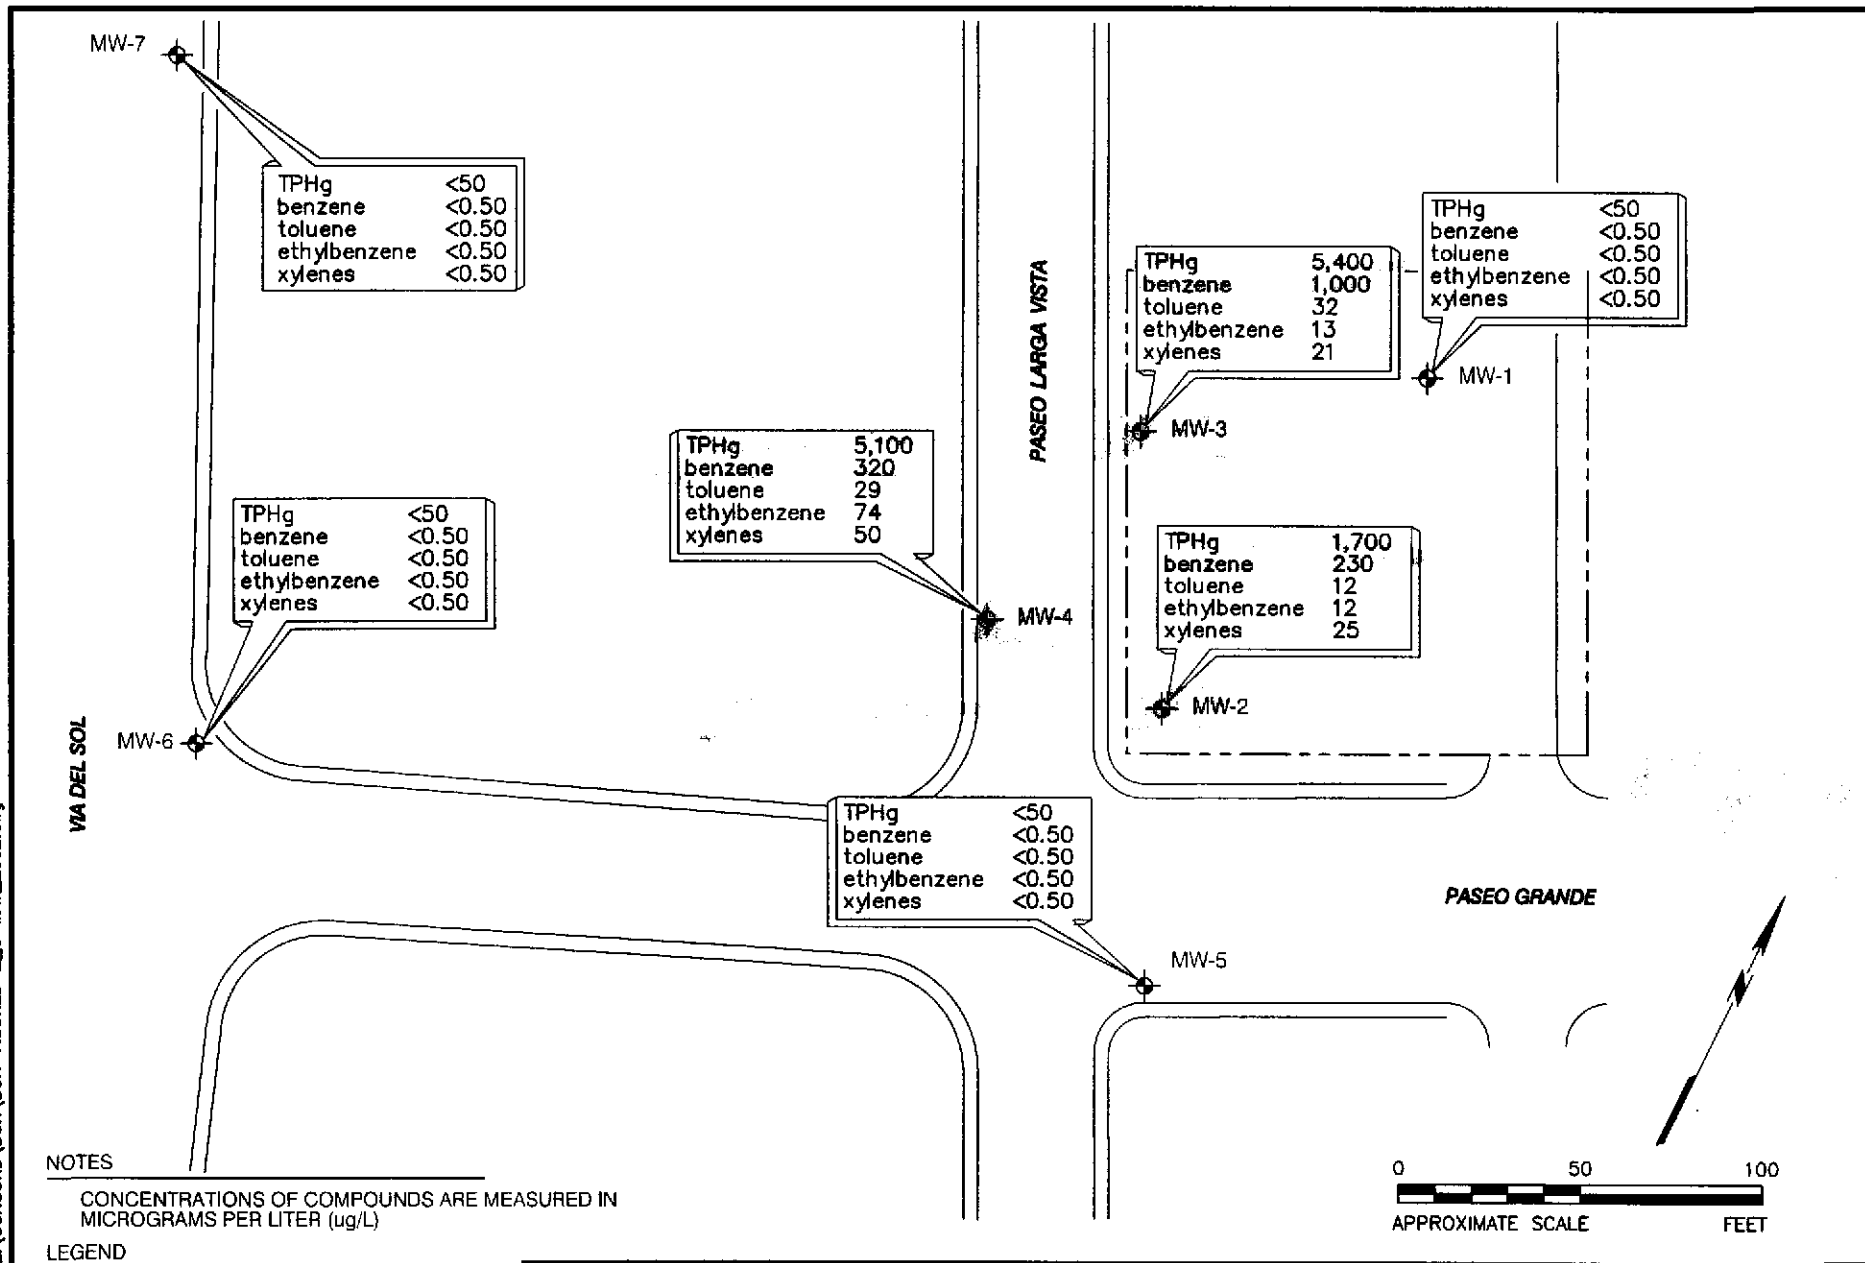 MW-7
TPHg <50
benzene <0.50
toluene <0.50
ethylbenzene <0.50
xylenes <0.50
TPHg <50
benzene <0.50
toluene <0.50
ethylbenzene <0.50
xylenes <0.50
MW-1
TPHg 5,400
benzene 1,000
toluene 32
ethylbenzene 13
xylenes 21
MW-3
PASEO LARGA VISTA
TPHg 5,100
benzene 320
toluene 29
ethylbenzene 74
xylenes 50
MW-4
TPHg <50
benzene <0.50
toluene <0.50
ethylbenzene <0.50
xylenes <0.50
MW-6
VIA DEL SOL
TPHg 1,700
benzene 230
toluene 12
ethylbenzene 12
xylenes 25
MW-2
TPHg <50
benzene <0.50
toluene <0.50
ethylbenzene <0.50
xylenes <0.50
MW-5
PASEO GRANDE
0 50 100
APPROXIMATE SCALE FEET
NOTES
CONCENTRATIONS OF COMPOUNDS ARE MEASURED IN
MICROGRAMS PER LITER (ug/L)
LEGEND